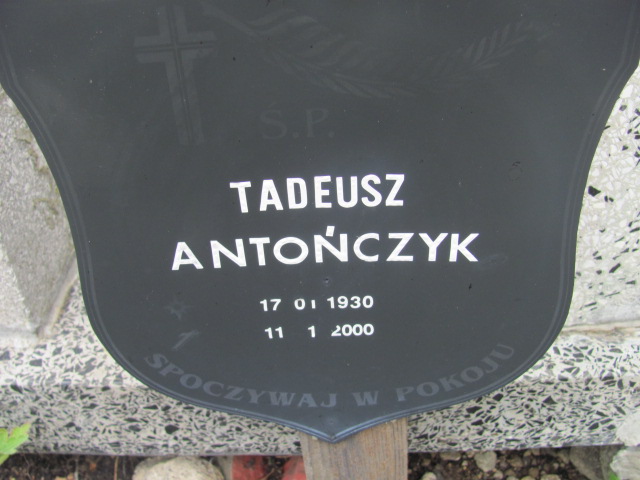 Ś.P.
TADEUSZ
ANTOŃCZYK
17 01 1930
11 1 2000
SPOCZYWAJ W POKOJU